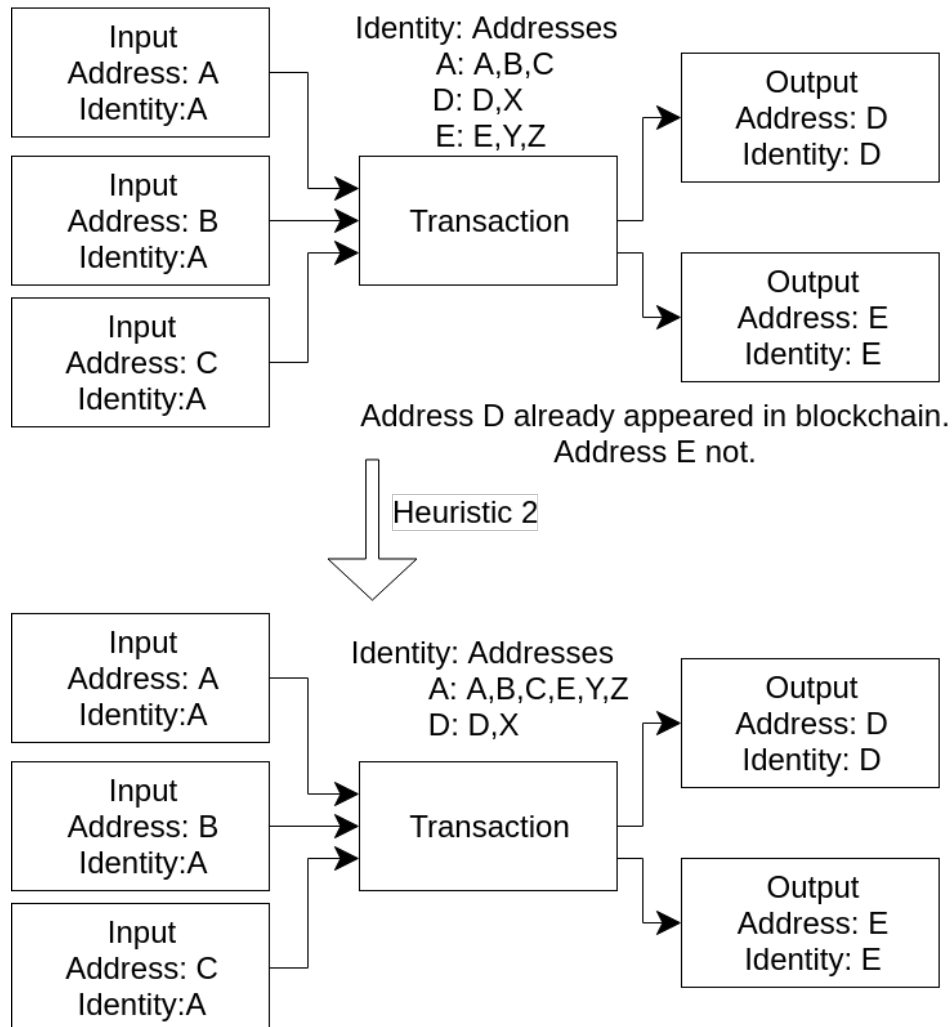 Input
Address: A
Identity:A
Input
Address: B
Identity:A
Input
Address: C
Identity:A
Identity: Addresses
A: A,B,C
D: D,X
E: E,Y,Z
Transaction
Output
Address: D
Identity: D
Output
Address: E
Identity: E
Address D already appeared in blockchain.
Address E not.
Heuristic 2
Input
Address: A
Identity:A
Input
Address: B
Identity:A
Input
Address: C
Identity:A
Identity: Addresses
A: A,B,C,E,Y,Z
D: D,X
Transaction
Output
Address: D
Identity: D
Output
Address: E
Identity: E